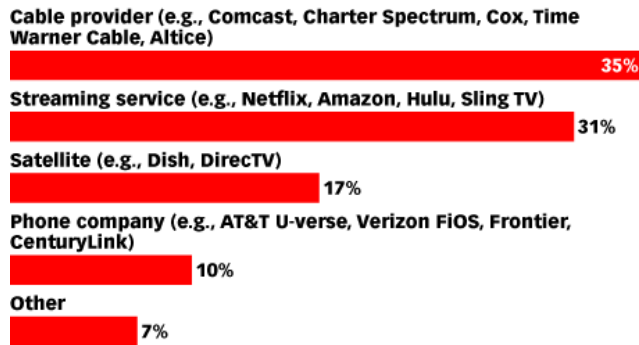 Cable provider (e.g., Comcast, Charter Spectrum, Cox, Time
Warner Cable, Altice)
35%
Streaming service (e.g., Netflix, Amazon, Hulu, Sling TV)
31%
Satellite (e.g., Dish, DirecTV)
17%
Phone company (e.g., AT&T U-verse, Verizon FiOS, Frontier,
CenturyLink)
10%
Other
7%